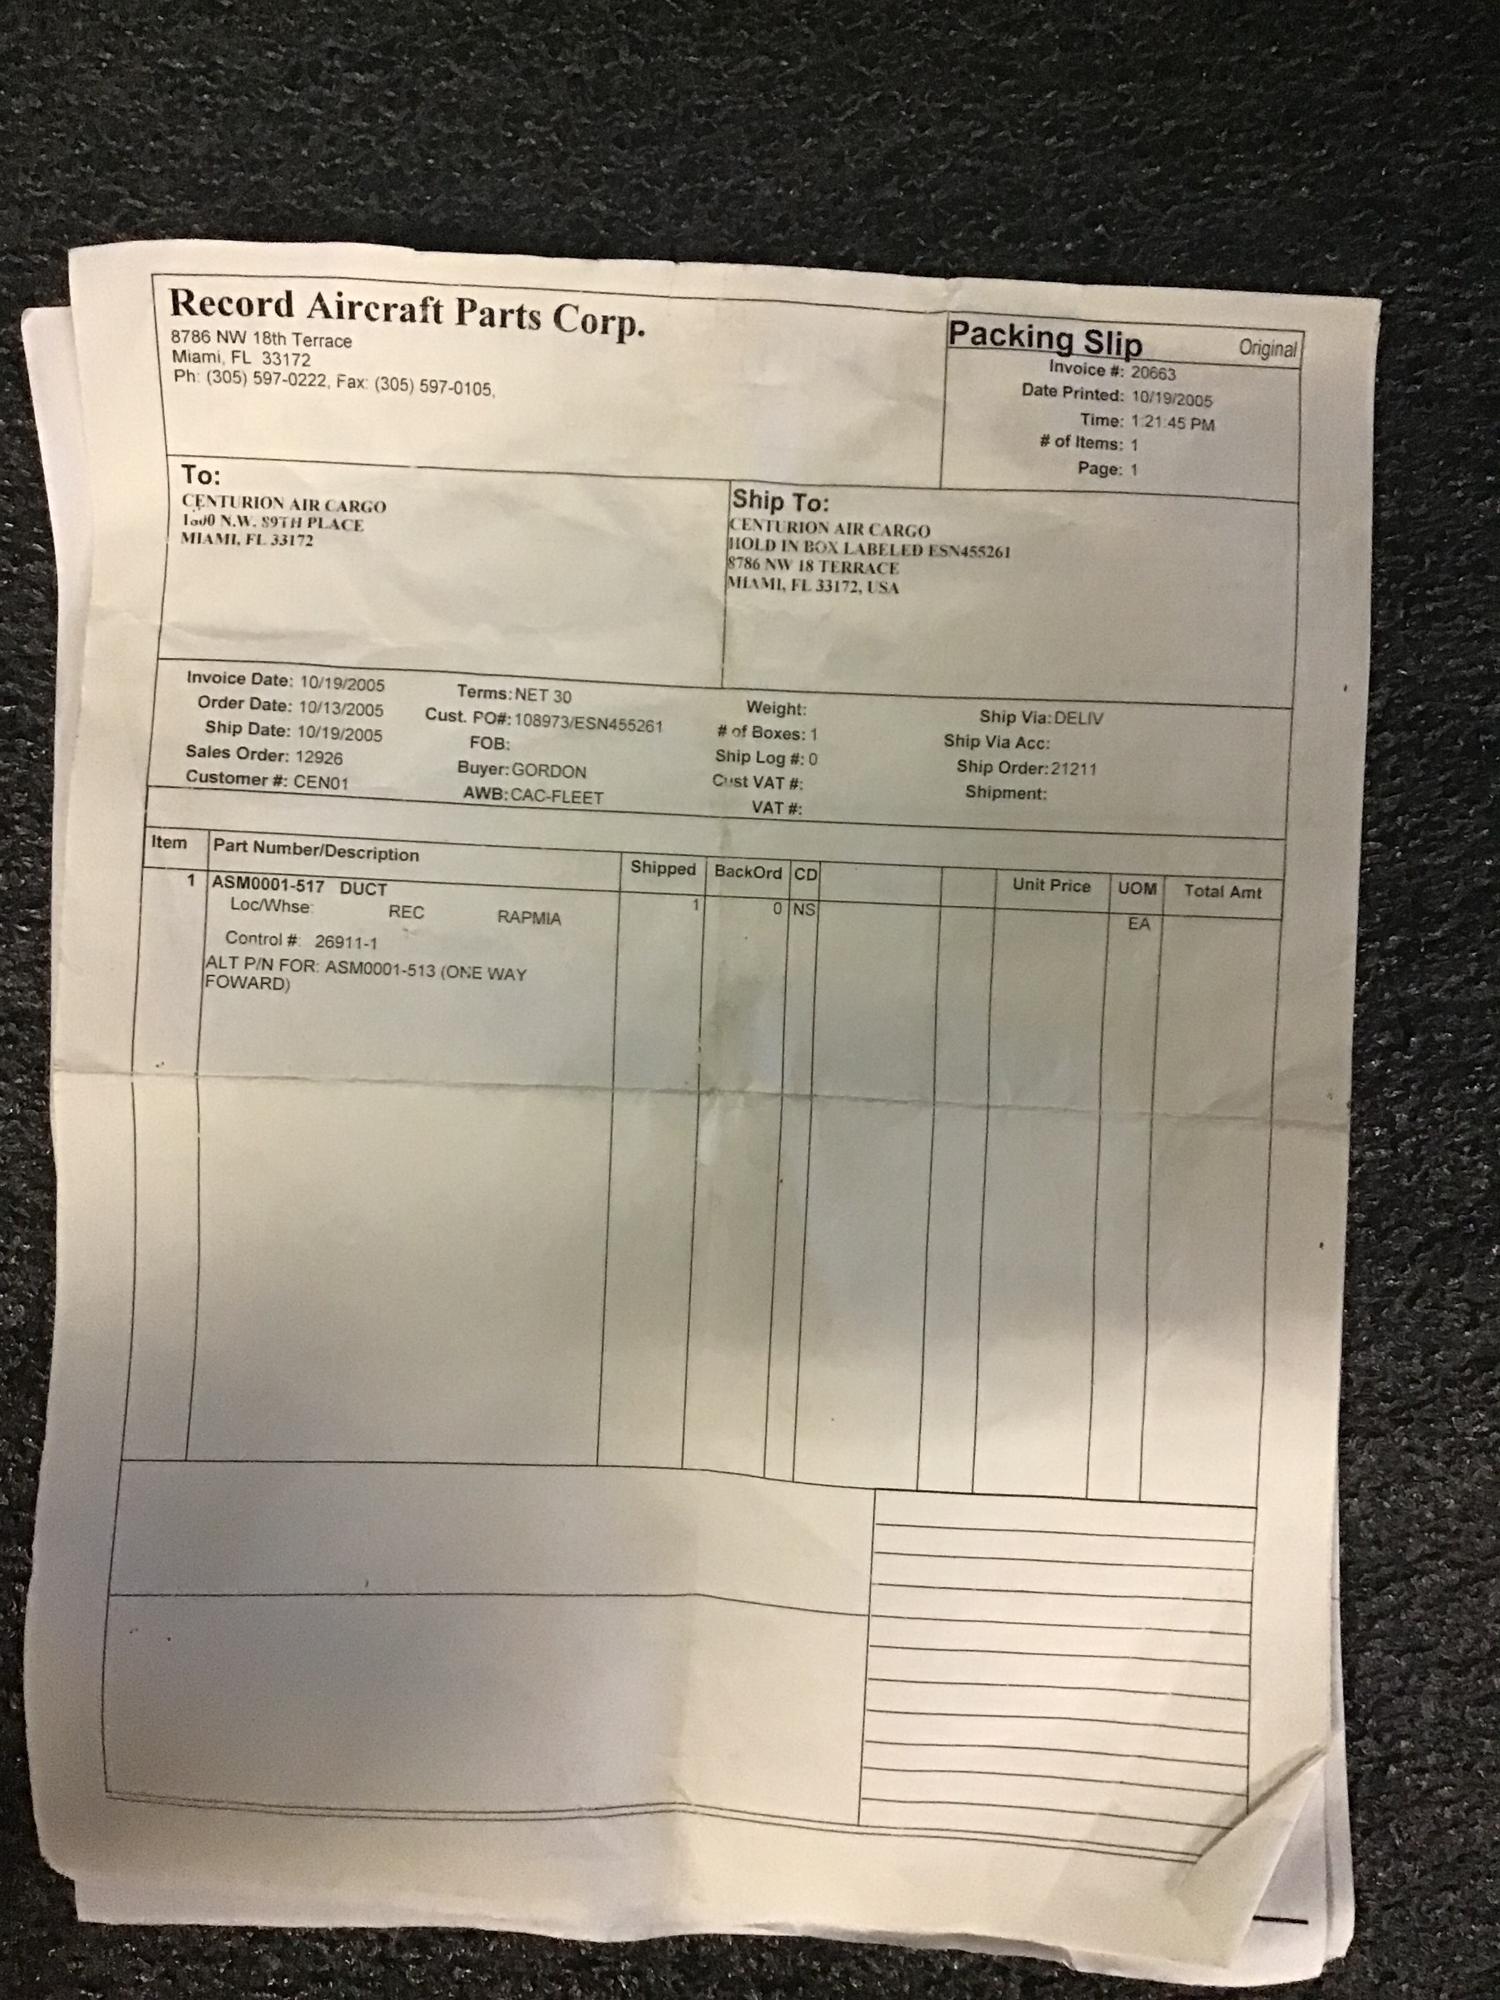 Record Aircraft Parts Corp.
8786 NW 18th Terrace
Miami, FL 33172
Ph: (305) 597-0222, Fax: (305) 597-0105,
Packing Slip Original
Invoice #: 20663
Date Printed: 10/19/2005
Time: 1:21:45 PM
# of Items: 1
Page: 1
To:
CENTURION AIR CARGO
N.W. 89TH PLACE
MIAMI, FL 33172
Ship To:
CENTURION AIR CARGO
HOLD IN BOX LABELED ESN455261
8786 NW 18 TERRACE
MIAMI, FL 33172, USA
Invoice Date: 10/19/2005
Order Date: 10/13/2005
Ship Date: 10/19/2005
Sales Order: 12926
Customer #: CEN01
Terms: NET 30
Cust. PO#: 108973/ESN455261
FOB:
Buyer: GORDON
AWB: CAC-FLEET
Weight:
# of Boxes: 1
Ship Log #: 0
Cust VAT #:
VAT #:
Ship Via: DELIV
Ship Via Acc:
Ship Order: 21211
Shipment:
Item Part Number/Description Shipped BackOrd CD Unit Price UOM Total Amt
1 ASM0001-517 DUCT 1 0 NS EA
Loc/Whse: REC RAPMIA
Control #: 26911-1
ALT P/N FOR: ASM0001-513 (ONE WAY
FOWARD)